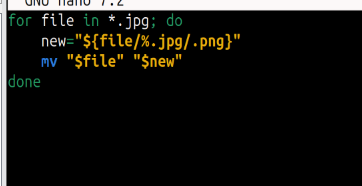 GNU nano 7.2
for file in *.jpg; do
    new="${file/%.jpg/.png}"
    mv "$file" "$new"
done